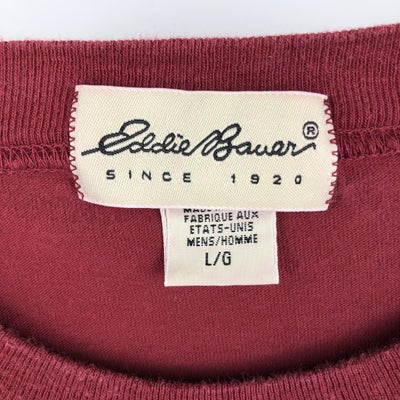 Eddie Bauer®
SINCE 1920
FABRIQUE AUX
ETATS-UNIS
MENS/HOMME
L/G